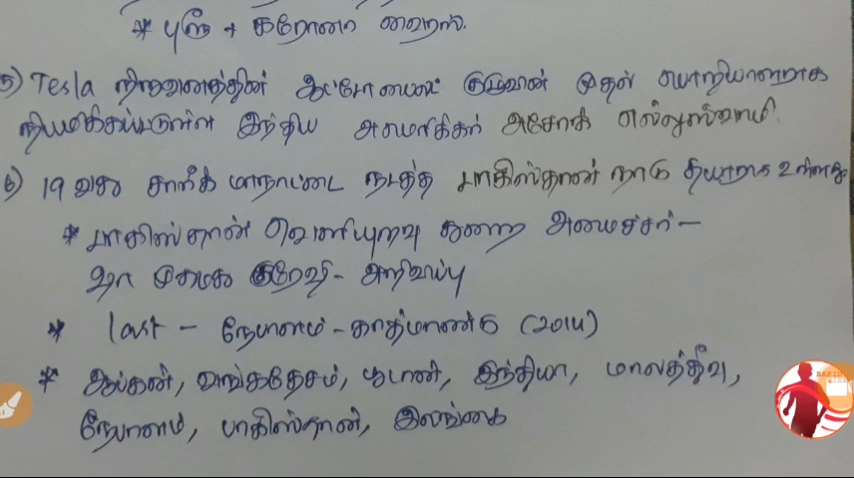 * புளூ + கரோனா வைரஸ்.
5) Tesla நிறுவனத்தின் ஆட்டோபைலட் குழுவின் முதல் பொறியாளராக
நியமிக்கப்பட்டுள்ள இந்திய அமெரிக்கர் அசோக் எல்லுஸ்வாமி.
6) 19 வது சார்க் மாநாட்டை நடத்த பாகிஸ்தான் நாடு தயாராக உள்ளது
* பாகிஸ்தான் வெளியுறவு துறை அமைச்சர் -
ஷா முகமது குரேஷி - அறிவிப்பு
* last - நேபாளம் - காத்மாண்டு (2014)
* ஆப்கன், வங்கதேசம், பூடான், இந்தியா, மாலத்தீவு,
நேபாளம், பாகிஸ்தான், இலங்கை